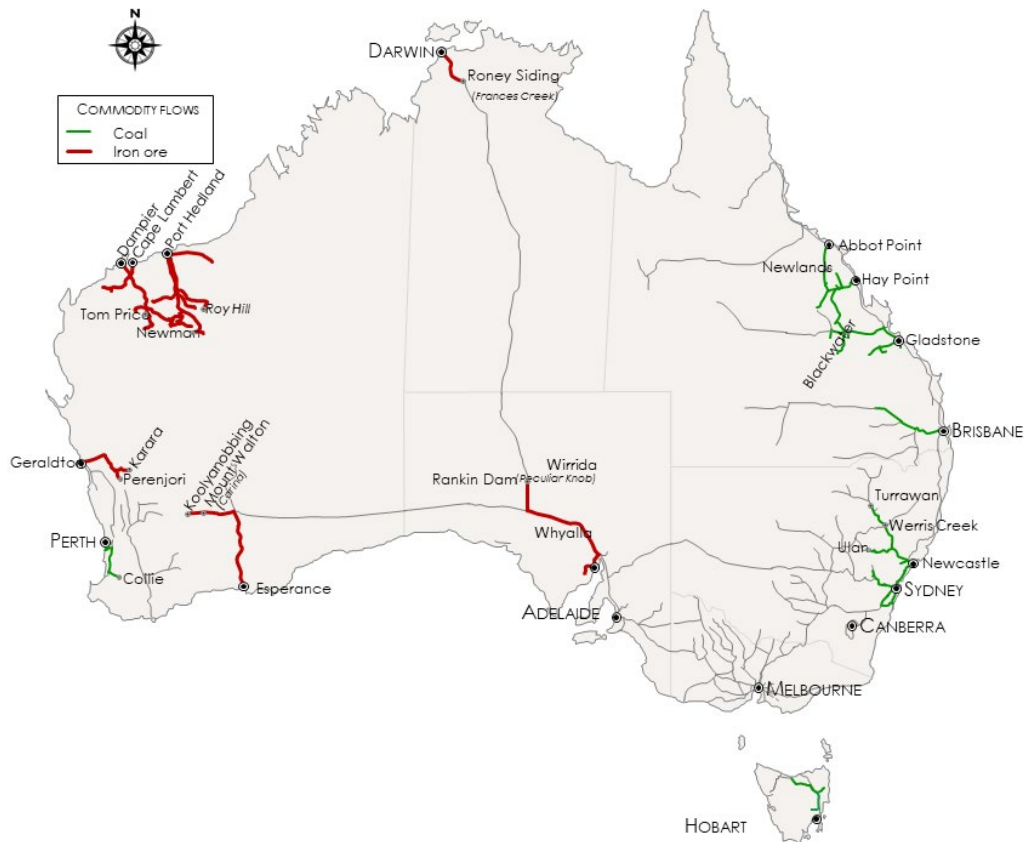 N
DARWIN
Roney Siding
(Frances Creek)
COMMODITY FLOWS
Coal
Iron ore
Dampier
Cape Lambert
Port Hedland
Abbot Point
Newlands
Hay Point
Tom Price
Roy Hill
Newman
Blackwater
Gladstone
BRISBANE
Geraldto
Karara
Perenjori
Koolyanobbing
Mount Walton
(Carina)
Wirrida
Rankin Dam
(Peculiar Knob)
Turrawan
Werris Creek
Whyalla
Ulan
PERTH
Collie
Newcastle
Esperance
SYDNEY
ADELAIDE
CANBERRA
MELBOURNE
HOBART